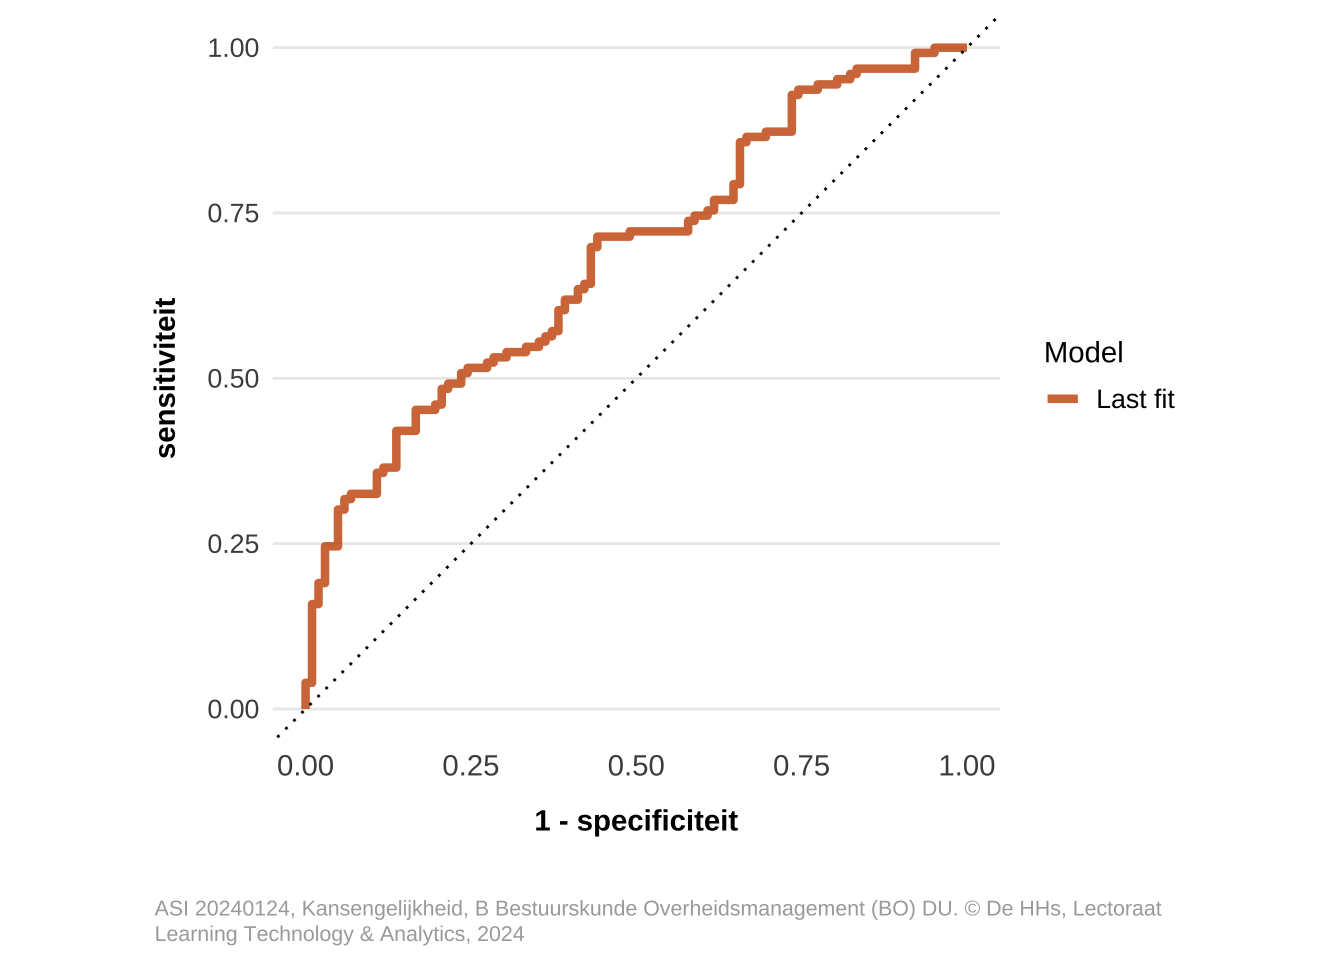 1.00
0.75
0.50
0.25
0.00
sensitiviteit
0.00 0.25 0.50 0.75 1.00
1 - specificiteit
Model
Last fit
ASI 20240124, Kansengelijkheid, B Bestuurskunde Overheidsmanagement (BO) DU. © De HHs, Lectoraat
Learning Technology & Analytics, 2024